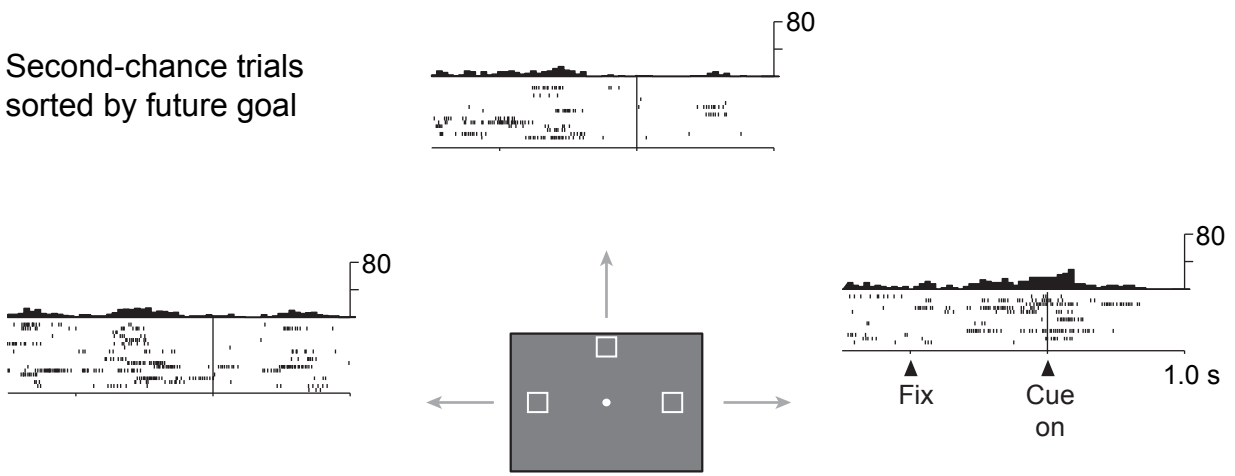 80
Second-chance trials
sorted by future goal
80
80
Fix
Cue
on
1.0 s